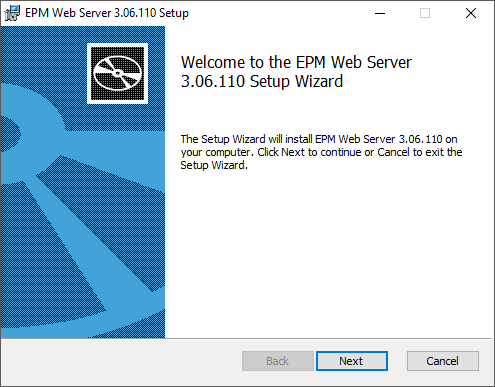 EPM Web Server 3.06.110 Setup
Welcome to the EPM Web Server
3.06.110 Setup Wizard
The Setup Wizard will install EPM Web Server 3.06.110 on
your computer. Click Next to continue or Cancel to exit the
Setup Wizard.
Back Next Cancel